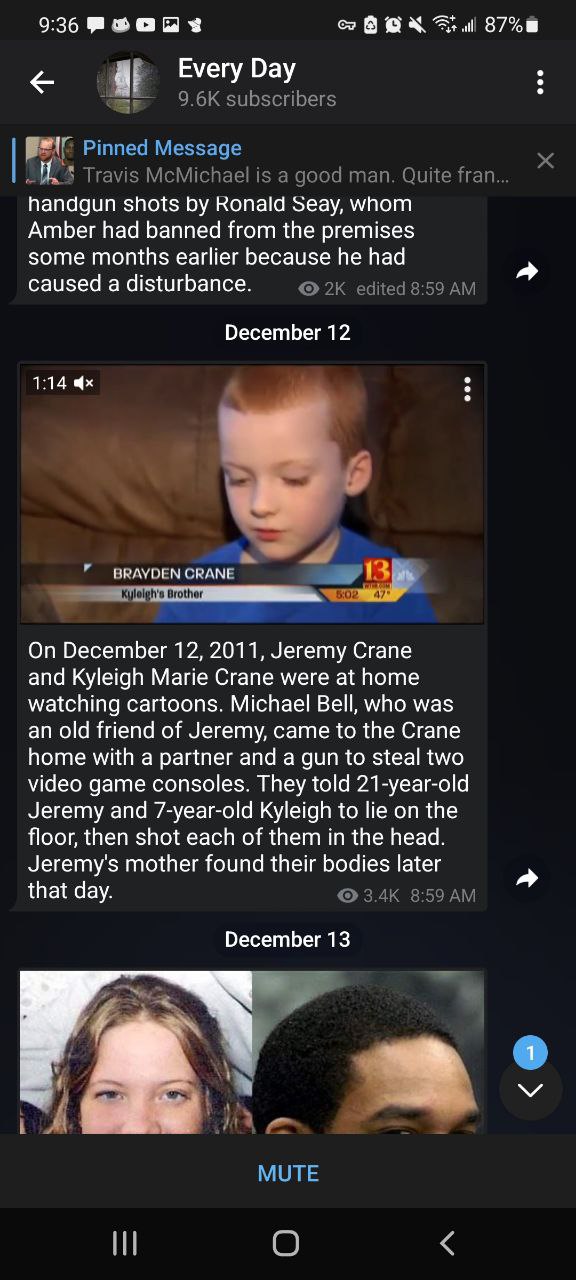 9:36
87%
Every Day
9.6K subscribers
Pinned Message
Travis McMichael is a good man. Quite fran...
handgun shots by Ronald Seay, whom
Amber had banned from the premises
some months earlier because he had
caused a disturbance.
2K edited 8:59 AM
December 12
1:14
BRAYDEN CRANE
Kyleigh's Brother
13
WTHR.COM
5:02 47°
On December 12, 2011, Jeremy Crane
and Kyleigh Marie Crane were at home
watching cartoons. Michael Bell, who was
an old friend of Jeremy, came to the Crane
home with a partner and a gun to steal two
video game consoles. They told 21-year-old
Jeremy and 7-year-old Kyleigh to lie on the
floor, then shot each of them in the head.
Jeremy's mother found their bodies later
that day.
3.4K 8:59 AM
December 13
1
MUTE